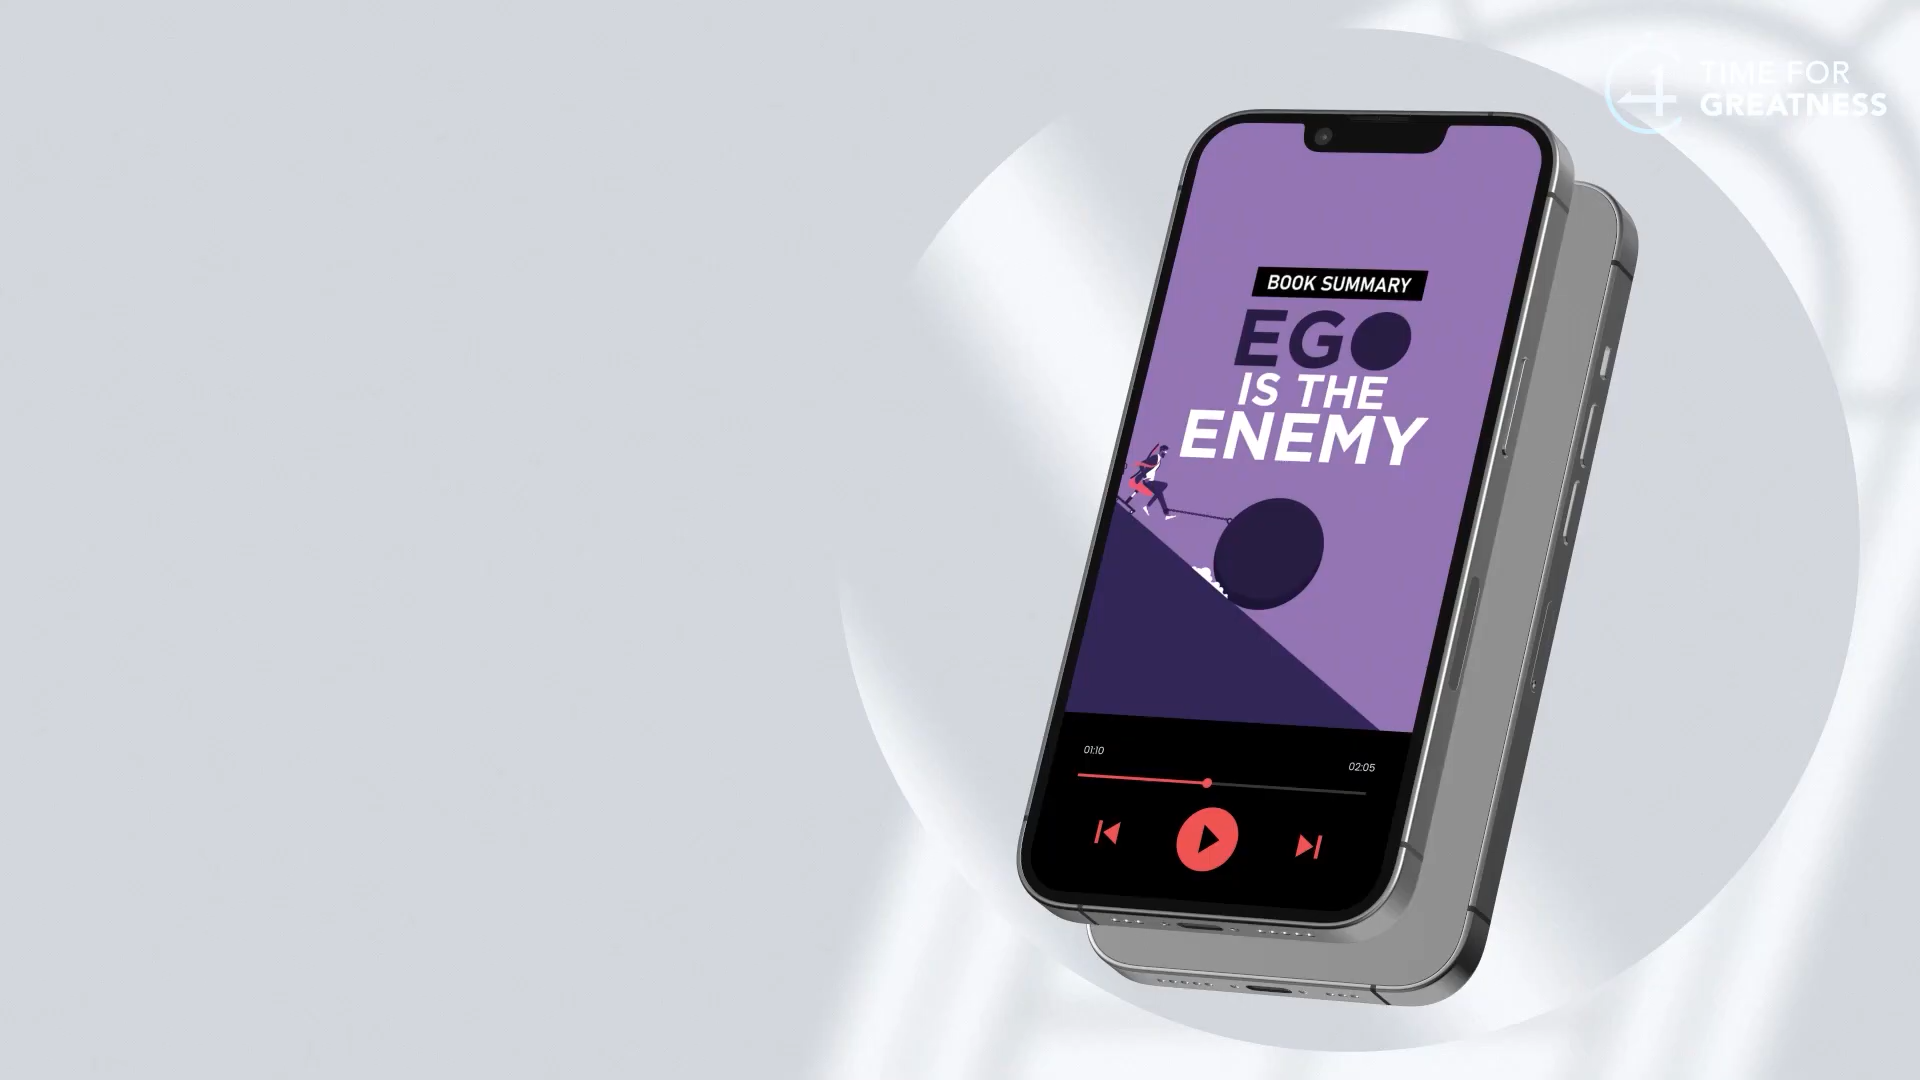 TIME FOR
GREATNESS
BOOK SUMMARY
EGO
IS THE
ENEMY
01:10
02:05